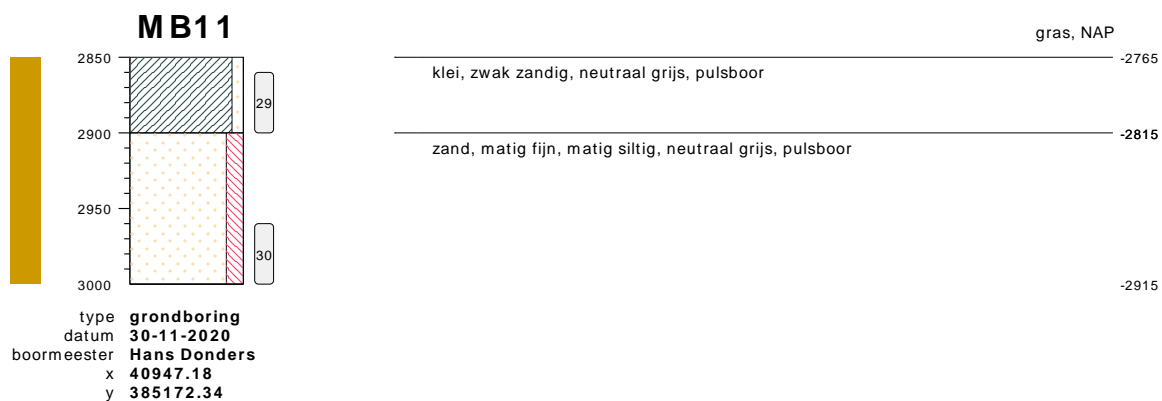 MB11
gras, NAP
2850
-2765
klei, zwak zandig, neutraal grijs, pulsboor
29
2900
-2815
zand, matig fijn, matig siltig, neutraal grijs, pulsboor
2950
30
3000
-2915
type grondboring
datum 30-11-2020
boormeester Hans Donders
x 40947.18
y 385172.34